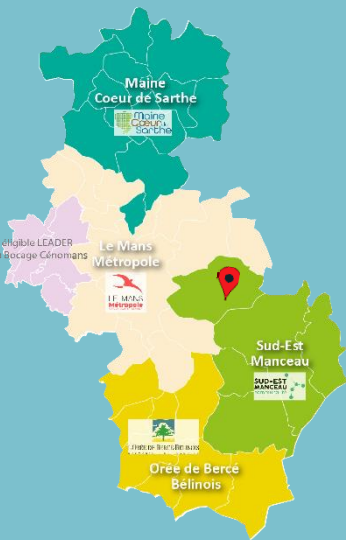 Maine
Coeur de Sarthe
Maine
Cœur de
Sarthe
éligible LEADER
Bocage Cénomans
Le Mans
Métropole
LE MANS
Métropole
Sud-Est
Manceau
SUD-EST
MANCEAU
Orée de Bercé
Bélinois